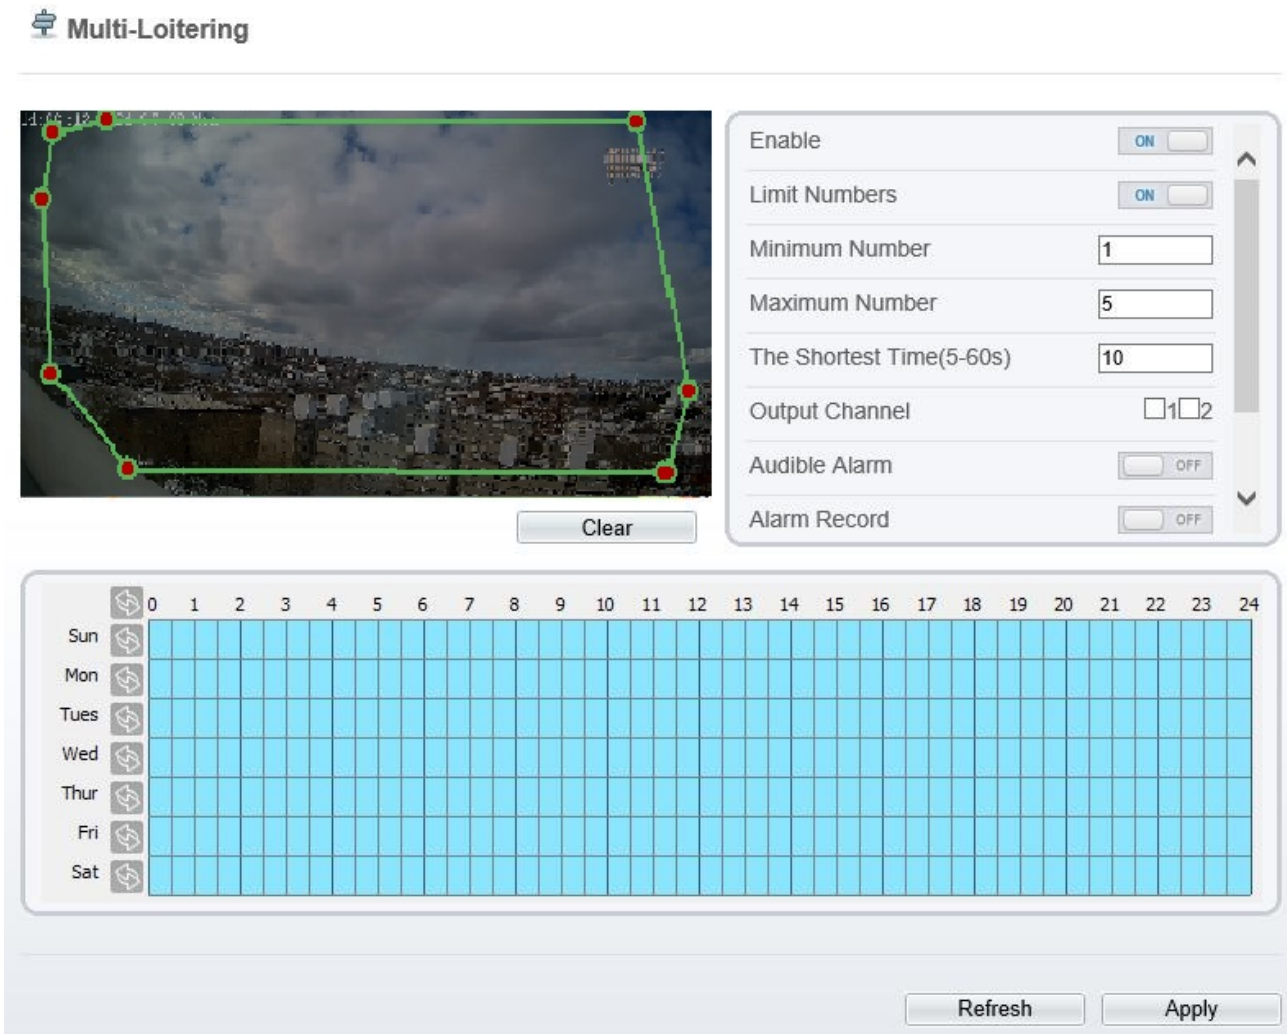 Multi-Loitering
Enable ON
Limit Numbers ON
Minimum Number 1
Maximum Number 5
The Shortest Time(5-60s) 10
Output Channel 1 2
Audible Alarm OFF
Alarm Record OFF
Clear
0 1 2 3 4 5 6 7 8 9 10 11 12 13 14 15 16 17 18 19 20 21 22 23 24
Sun
Mon
Tues
Wed
Thur
Fri
Sat
Refresh Apply